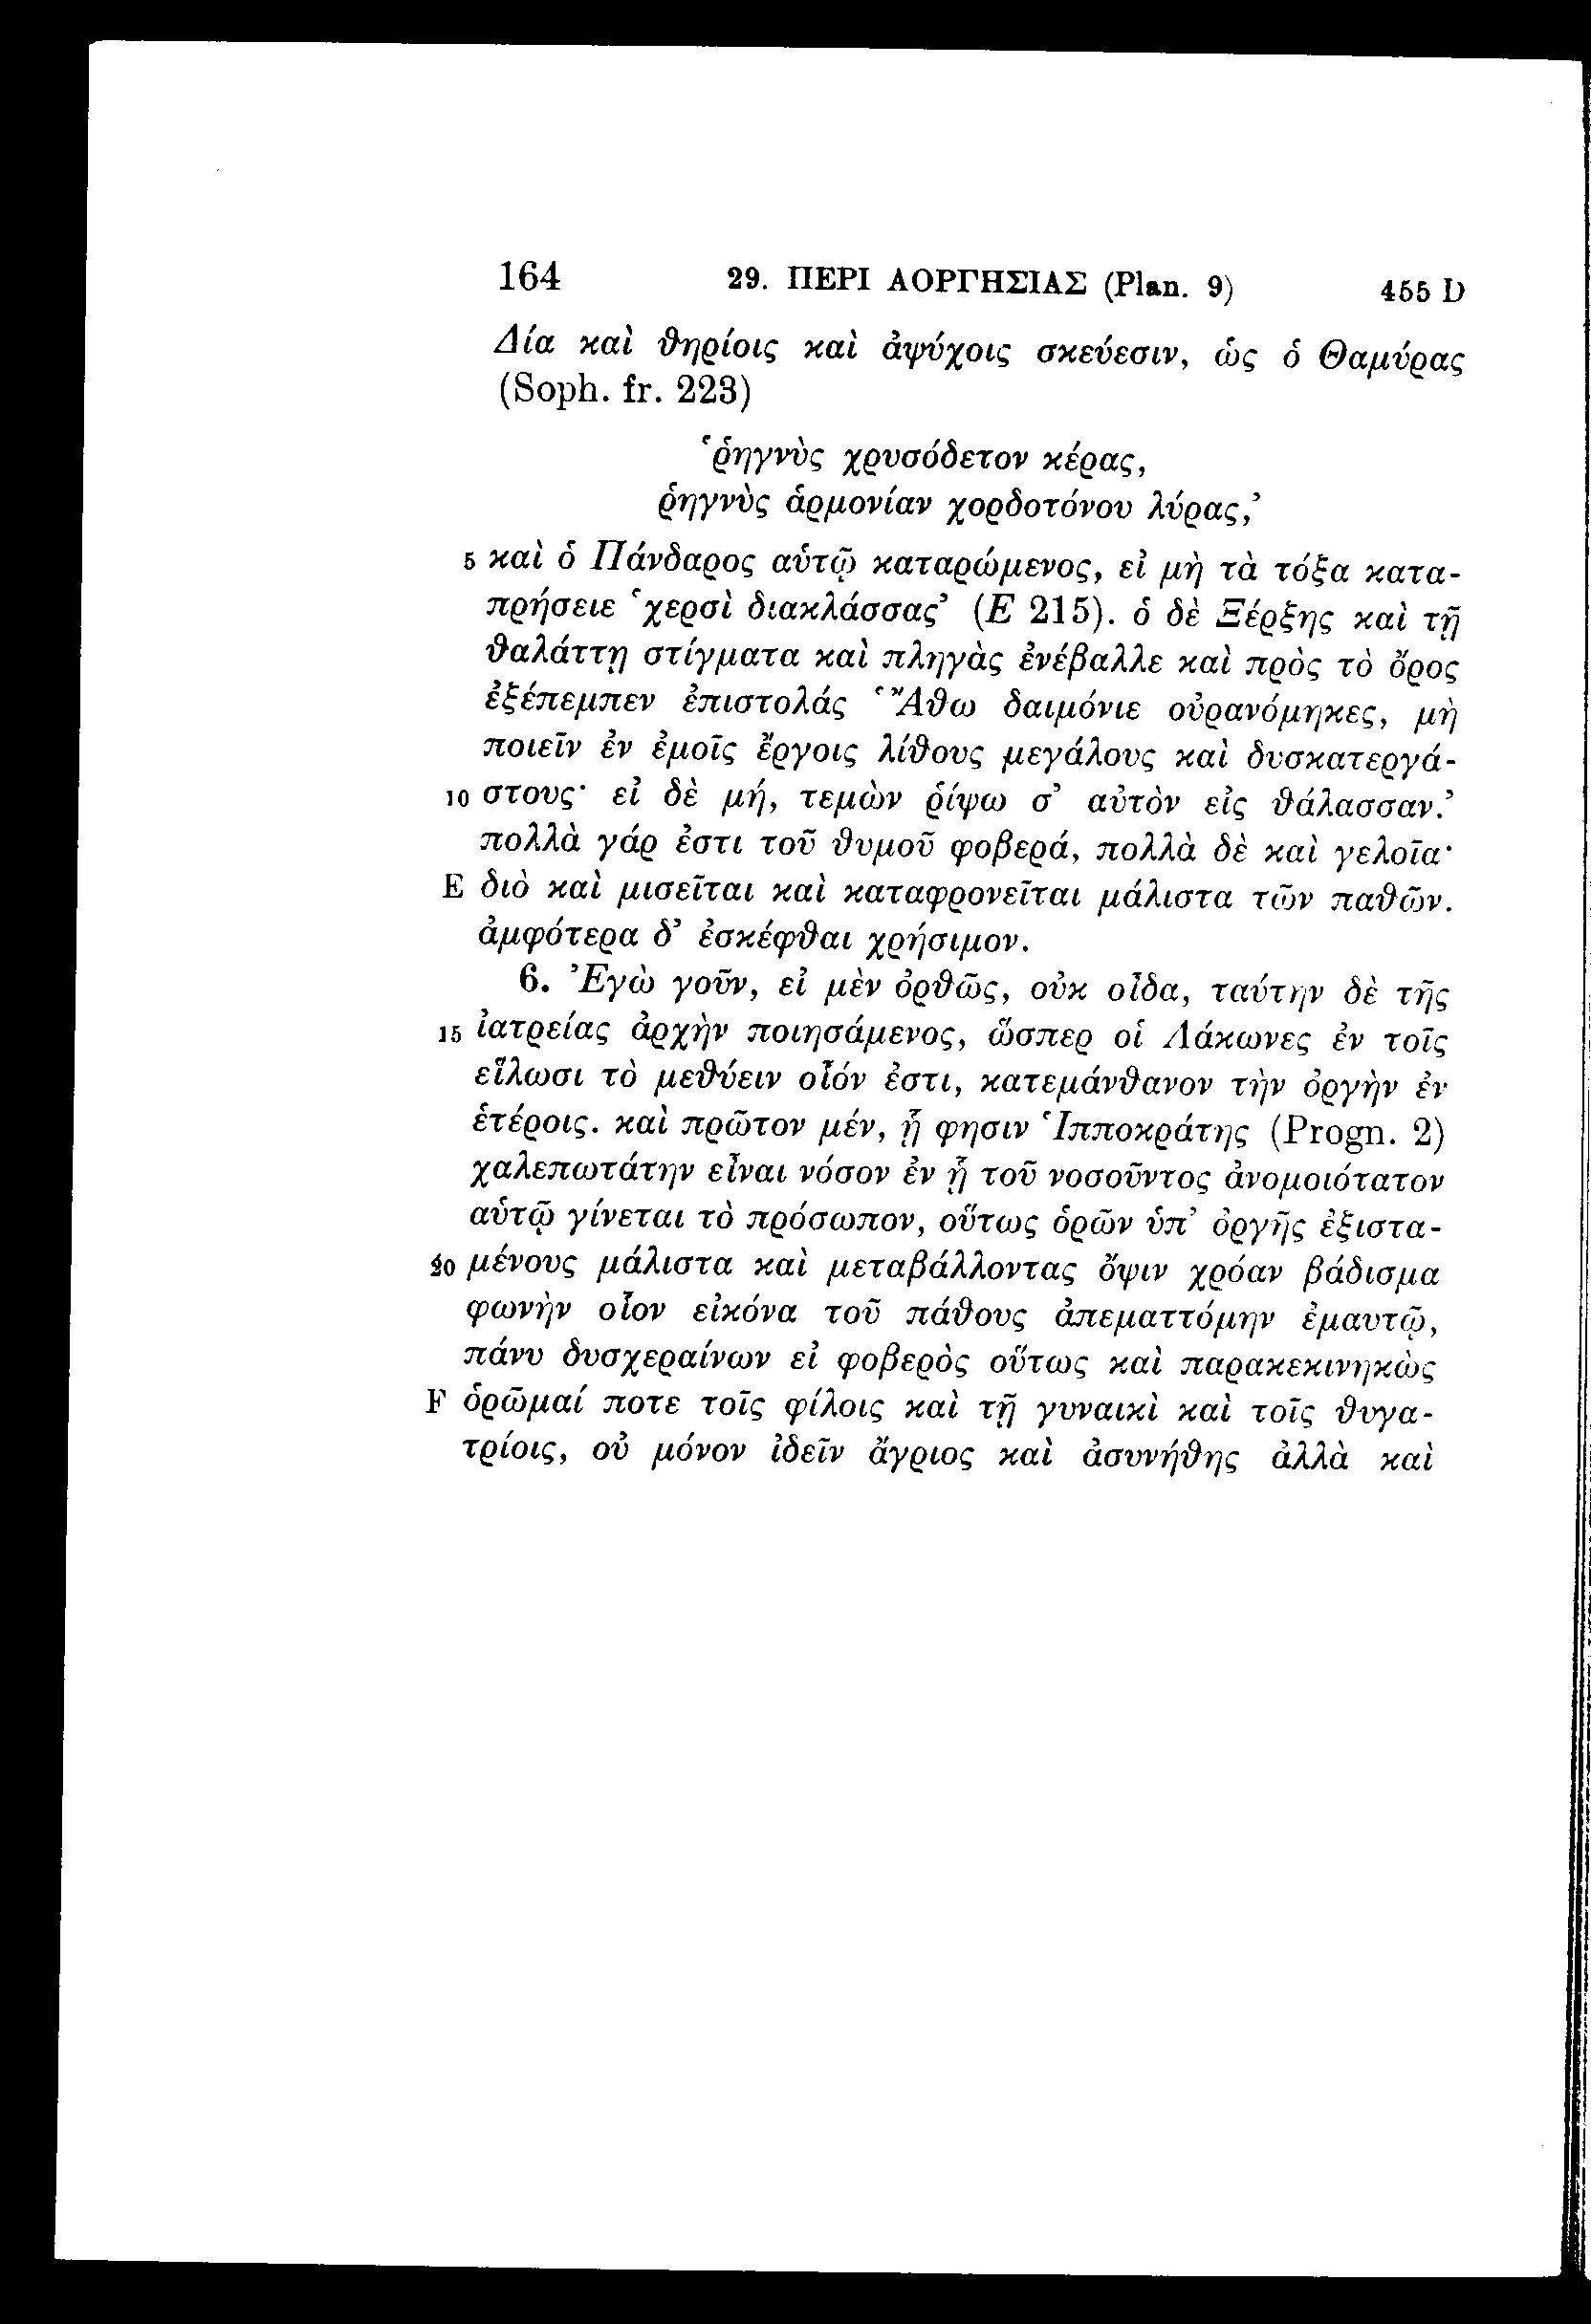 164 29. ΠΕΡΙ ΑΟΡΓΗΣΙΑΣ (Plan. 9) 455 D
Δία καὶ θηρίοις καὶ ἀψύχοις σκεύεσιν, ὡς ὁ Θαμύρας
(Soph. fr. 223)
‘ῥηγνὺς χρυσόδετον κέρας,
ῥηγνὺς ἁρμονίαν χορδοτόνου λύρας,’
5 καὶ ὁ Πάνδαρος αὑτῷ καταρώμενος, εἰ μὴ τὰ τόξα κατα-
πρήσειε ‘χερσὶ διακλάσσας’ (Ε 215). ὁ δὲ Ξέρξης καὶ τῇ
θαλάττῃ στίγματα καὶ πληγὰς ἐνέβαλλε καὶ πρὸς τὸ ὄρος
ἐξέπεμπεν ἐπιστολάς ‘Ἄθω δαιμόνιε οὐρανόμηκες, μὴ
ποιεῖν ἐν ἐμοῖς ἔργοις λίθους μεγάλους καὶ δυσκατεργά-
10 στους· εἰ δὲ μή, τεμὼν ῥίψω σ’ αὐτὸν εἰς θάλασσαν.’
πολλὰ γάρ ἐστι τοῦ θυμοῦ φοβερά, πολλὰ δὲ καὶ γελοῖα·
E διὸ καὶ μισεῖται καὶ καταφρονεῖται μάλιστα τῶν παθῶν.
ἀμφότερα δ’ ἐσκέφθαι χρήσιμον.
6. Ἐγὼ γοῦν, εἰ μὲν ὀρθῶς, οὐκ οἶδα, ταύτην δὲ τῆς
15 ἰατρείας ἀρχὴν ποιησάμενος, ὥσπερ οἱ Λάκωνες ἐν τοῖς
εἵλωσι τὸ μεθύειν οἷόν ἐστι, κατεμάνθανον τὴν ὀργὴν ἐν
ἑτέροις. καὶ πρῶτον μέν, ᾗ φησιν Ἱπποκράτης (Progn. 2)
χαλεπωτάτην εἶναι νόσον ἐν ᾗ τοῦ νοσοῦντος ἀνομοιότατον
αὑτῷ γίνεται τὸ πρόσωπον, οὕτως ὁρῶν ὑπ’ ὀργῆς ἐξιστα-
20 μένους μάλιστα καὶ μεταβάλλοντας ὄψιν χρόαν βάδισμα
φωνὴν οἷον εἰκόνα τοῦ πάθους ἀπεματτόμην ἐμαυτῷ,
πάνυ δυσχεραίνων εἰ φοβερὸς οὕτως καὶ παρακεκινηκὼς
F ὁρῶμαί ποτε τοῖς φίλοις καὶ τῇ γυναικὶ καὶ τοῖς θυγα-
τρίοις, οὐ μόνον ἰδεῖν ἄγριος καὶ ἀσυνήθης ἀλλὰ καὶ